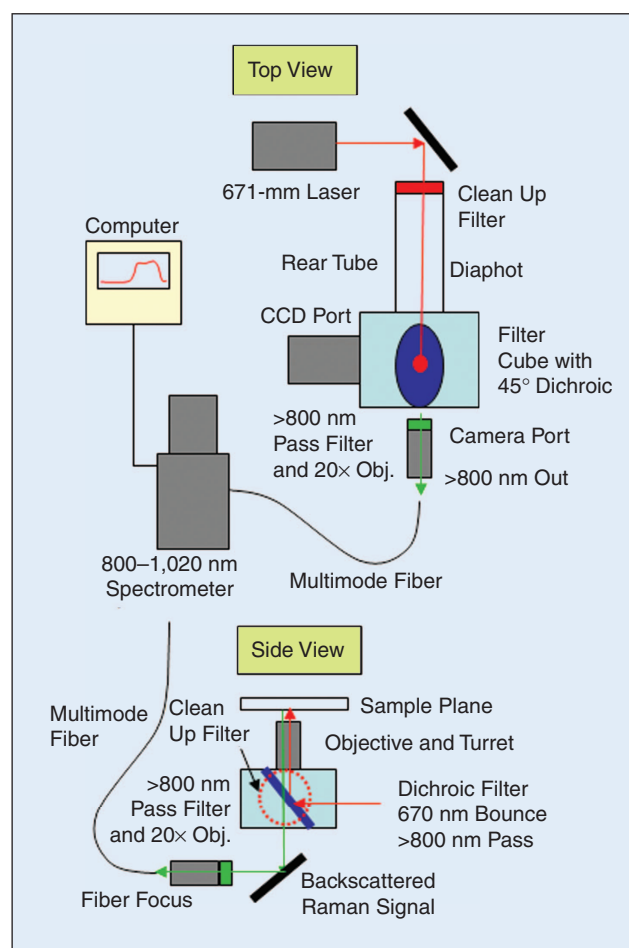 Top View
671-mm Laser
Clean Up
Filter
Computer
Rear Tube
Diaphot
CCD Port
Filter
Cube with
45° Dichroic
>800 nm
Pass Filter
and 20× Obj.
Camera Port
>800 nm Out
800–1,020 nm
Spectrometer
Multimode Fiber
Side View
Multimode
Fiber
Clean
Up Filter
Sample Plane
Objective and Turret
>800 nm
Pass Filter
and 20× Obj.
Dichroic Filter
670 nm Bounce
>800 nm Pass
Fiber Focus
Backscattered
Raman Signal